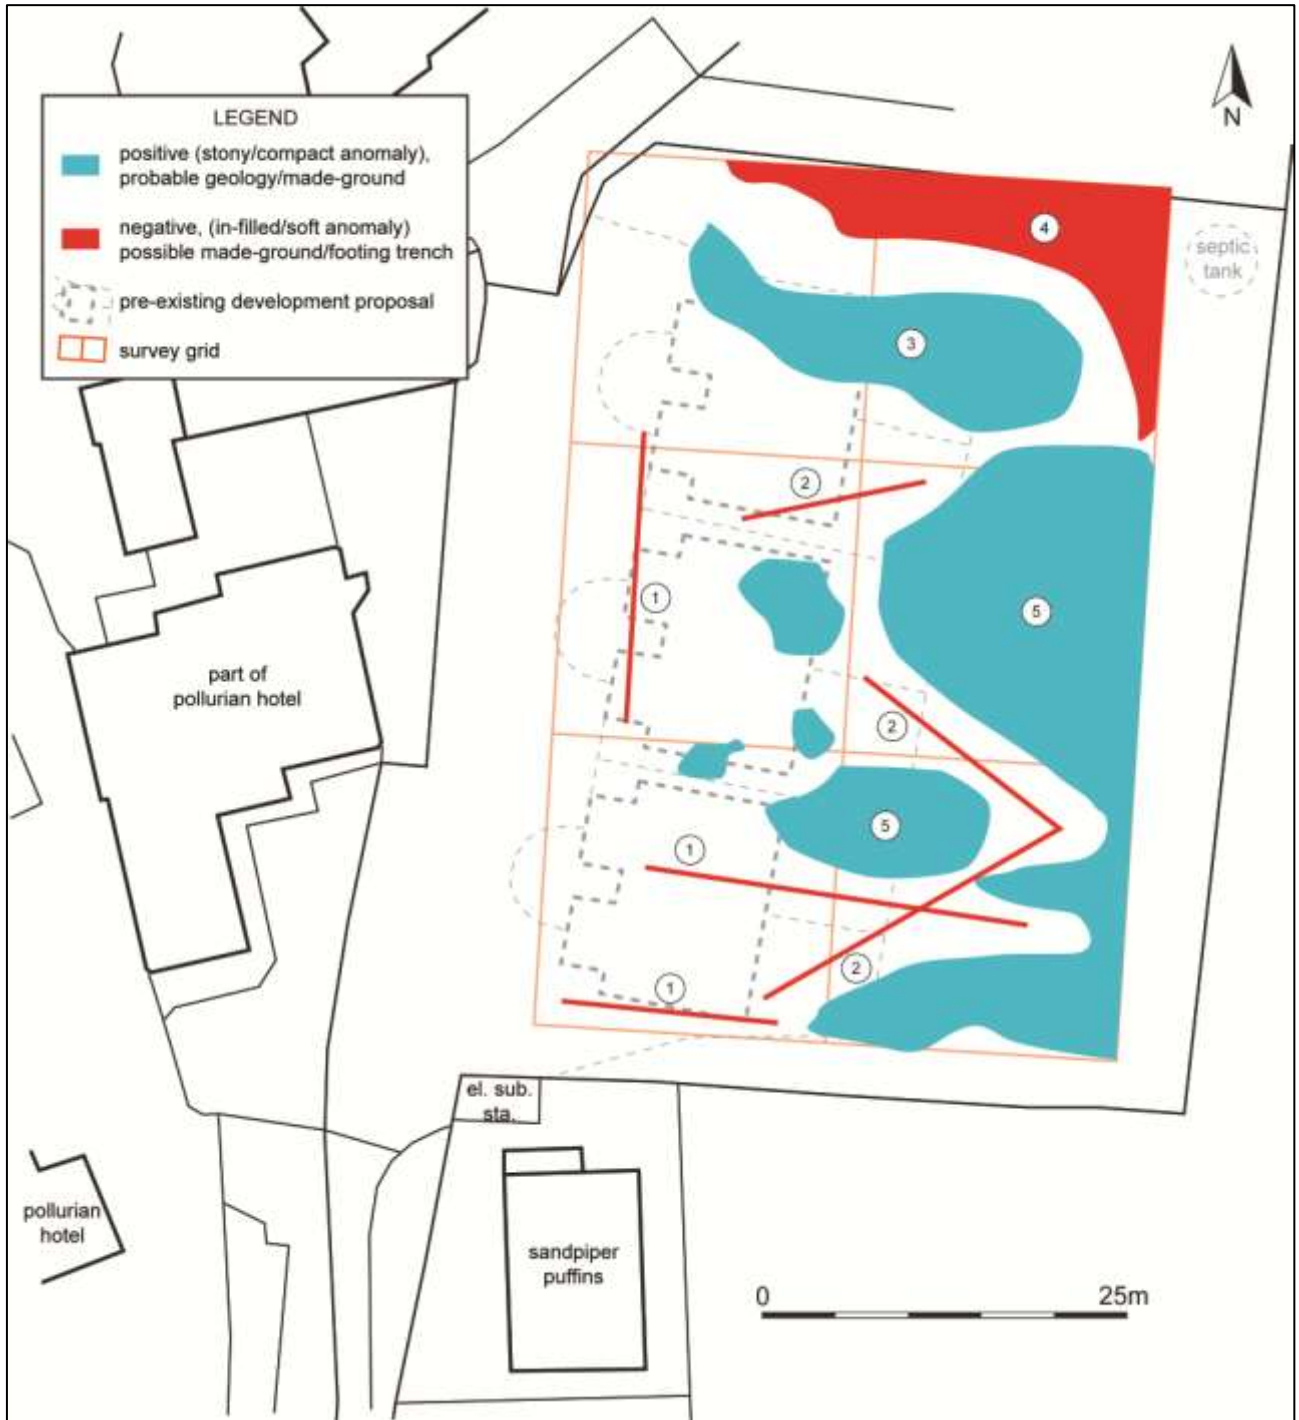 LEGEND
positive (stony/compact anomaly),
probable geology/made-ground
negative, (in-filled/soft anomaly)
possible made-ground/footing trench
pre-existing development proposal
survey grid
N
4
septic
tank
3
2
1
5
part of
pollurian hotel
2
5
1
2
1
el. sub.
sta.
pollurian
hotel
sandpiper
puffins
0
25m